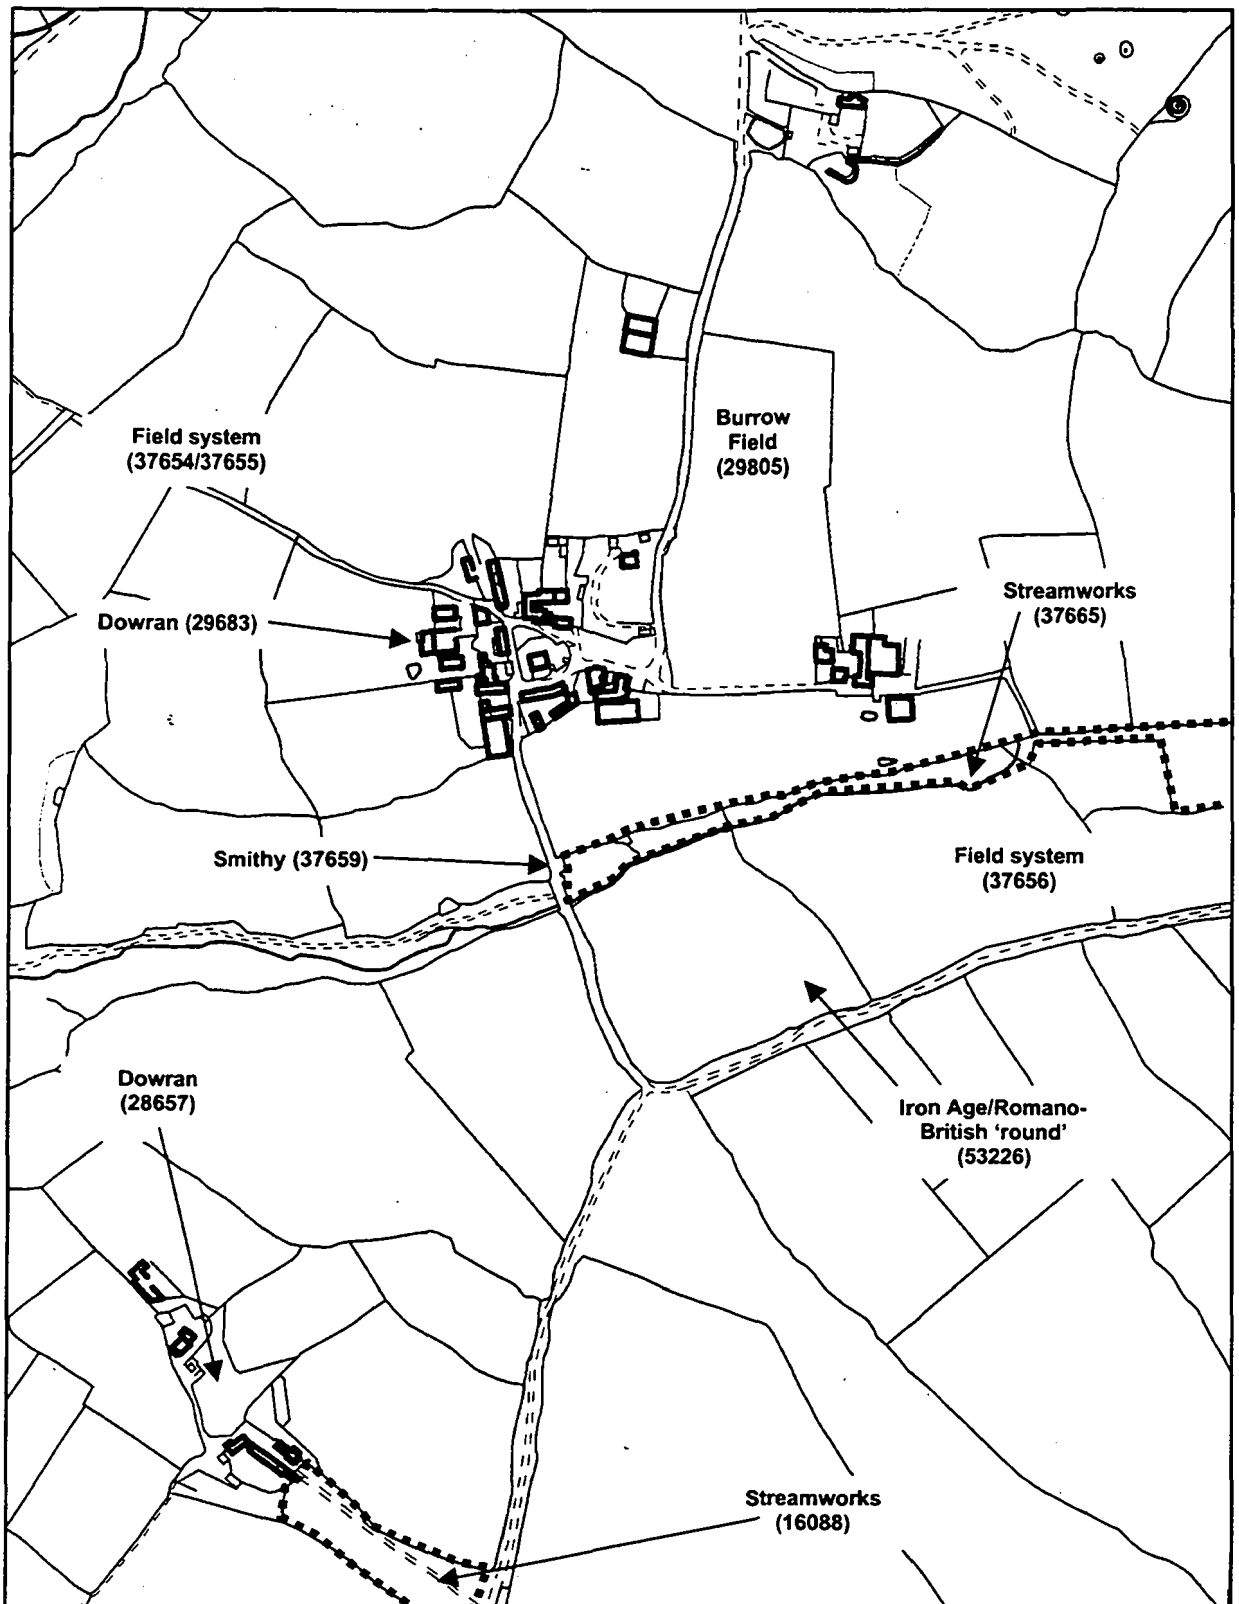 Burrow
Field
(29805)
Field system
(37654/37655)
Streamworks
(37665)
Dowran (29683)
Smithy (37659)
Field system
(37656)
Dowran
(28657)
Iron Age/Romano-
British ‘round’
(53226)
Streamworks
(16088)